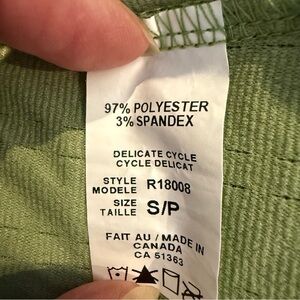 97% POLYESTER
3% SPANDEX
DELICATE CYCLE
CYCLE DELICAT
STYLE
MODELE R18008
SIZE
TAILLE S/P
FAIT AU / MADE IN
CANADA
CA 51363